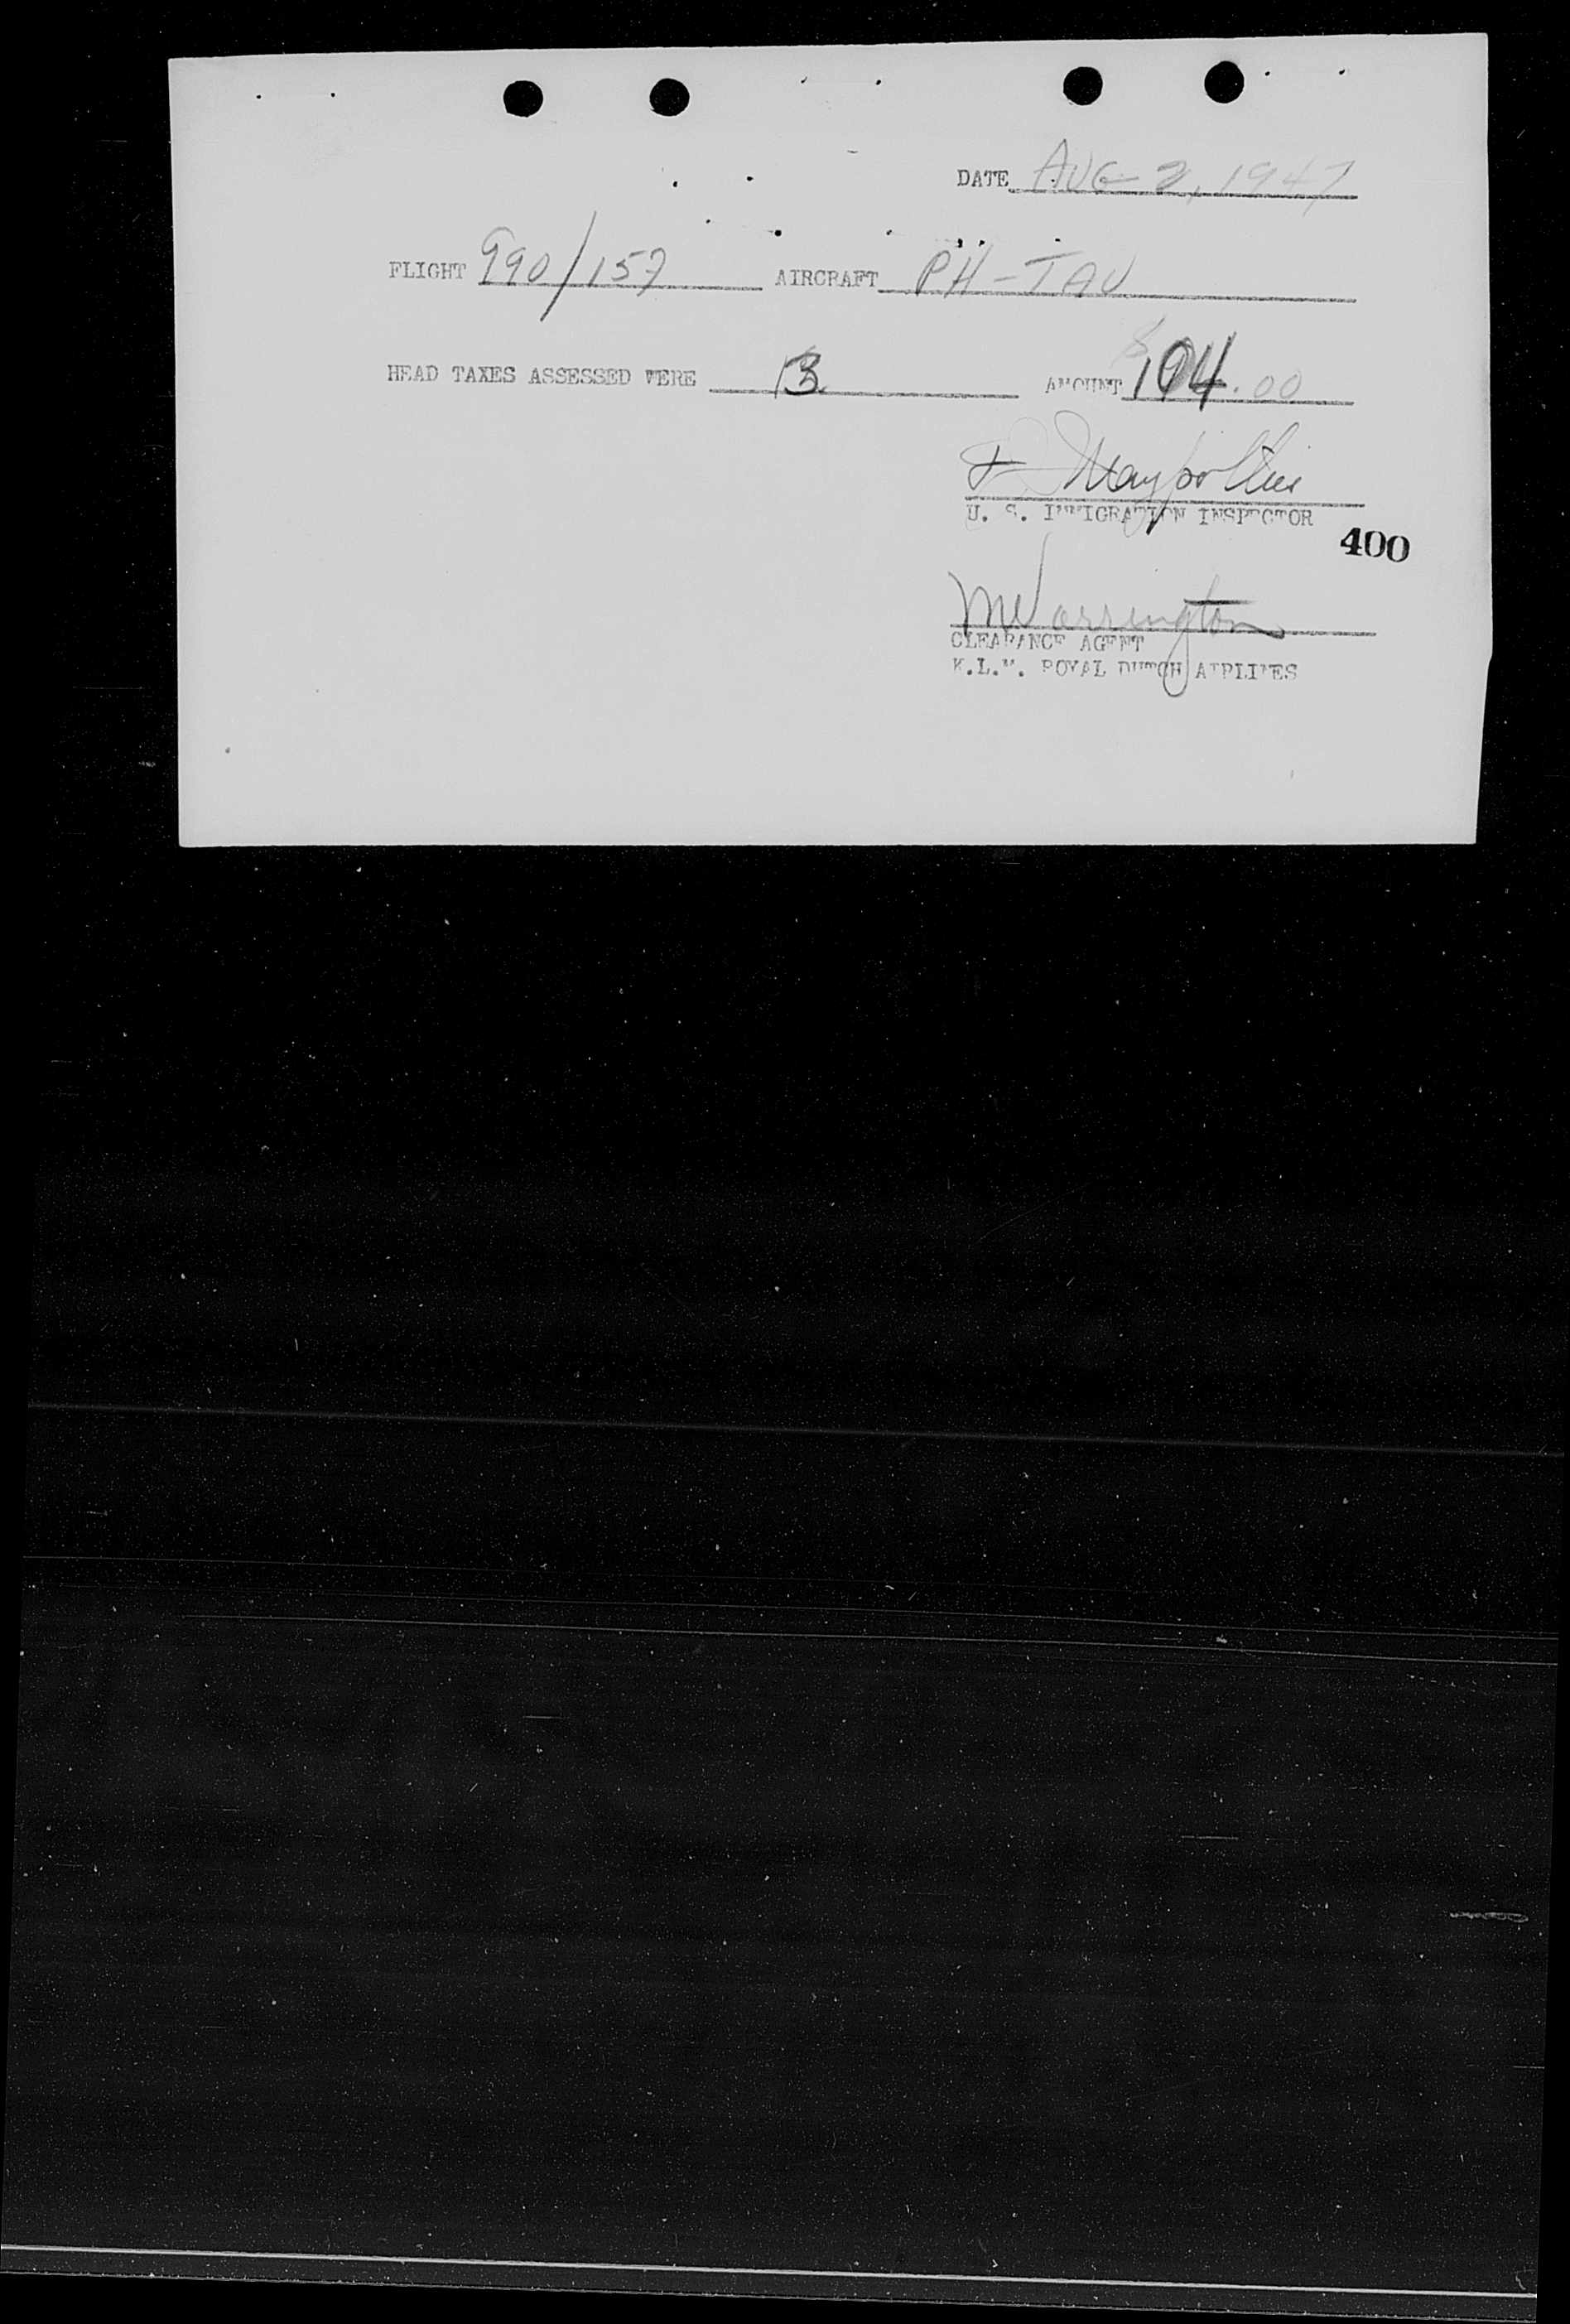 DATE AUG 2, 1947
FLIGHT 990/157 AIRCRAFT PH-TAU
HEAD TAXES ASSESSED WERE 13 AMOUNT $104.00
U. S. IMMIGRATION INSPECTOR
400
MWarrington
CLEARANCE AGENT
K.L.M. ROYAL DUTCH AIRLINES